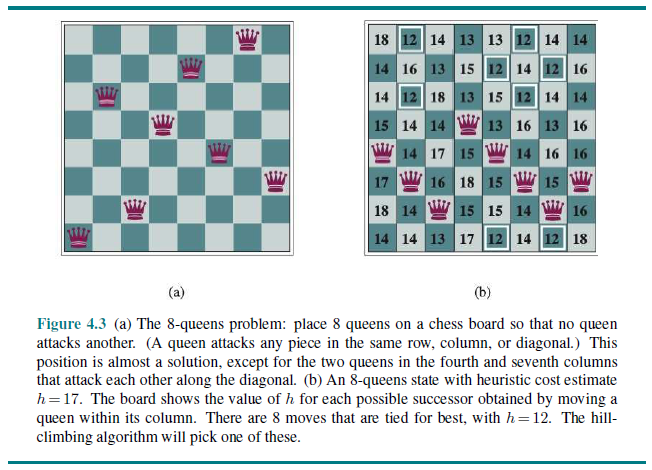 18 12 14 13 13 12 14 14
14 16 13 15 12 14 12 16
14 12 18 13 15 12 14 14
15 14 14 13 16 13 16
14 17 15 14 16 16
17 16 18 15 15
18 14 15 15 14 16
14 14 13 17 12 14 12 18
(a) (b)
Figure 4.3 (a) The 8-queens problem: place 8 queens on a chess board so that no queen
attacks another. (A queen attacks any piece in the same row, column, or diagonal.) This
position is almost a solution, except for the two queens in the fourth and seventh columns
that attack each other along the diagonal. (b) An 8-queens state with heuristic cost estimate
h = 17. The board shows the value of h for each possible successor obtained by moving a
queen within its column. There are 8 moves that are tied for best, with h = 12. The hill-
climbing algorithm will pick one of these.